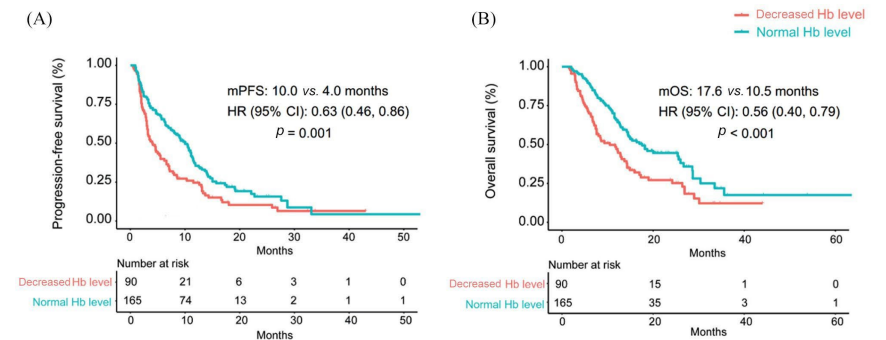 (A)
(B)
Decreased Hb level
Normal Hb level
Progression-free survival (%)
1.00
0.75
0.50
0.25
0.00
mPFS: 10.0 vs. 4.0 months
HR (95% CI): 0.63 (0.46, 0.86)
p = 0.001
0 10 20 30 40 50
Months
Number at risk
Decreased Hb level 90 21 6 3 1 0
Normal Hb level 165 74 13 2 1 1
0 10 20 30 40 50
Months
Overall survival (%)
1.00
0.75
0.50
0.25
0.00
mOS: 17.6 vs. 10.5 months
HR (95% CI): 0.56 (0.40, 0.79)
p < 0.001
0 20 40 60
Months
Number at risk
Decreased Hb level 90 15 1 0
Normal Hb level 165 35 3 1
0 20 40 60
Months